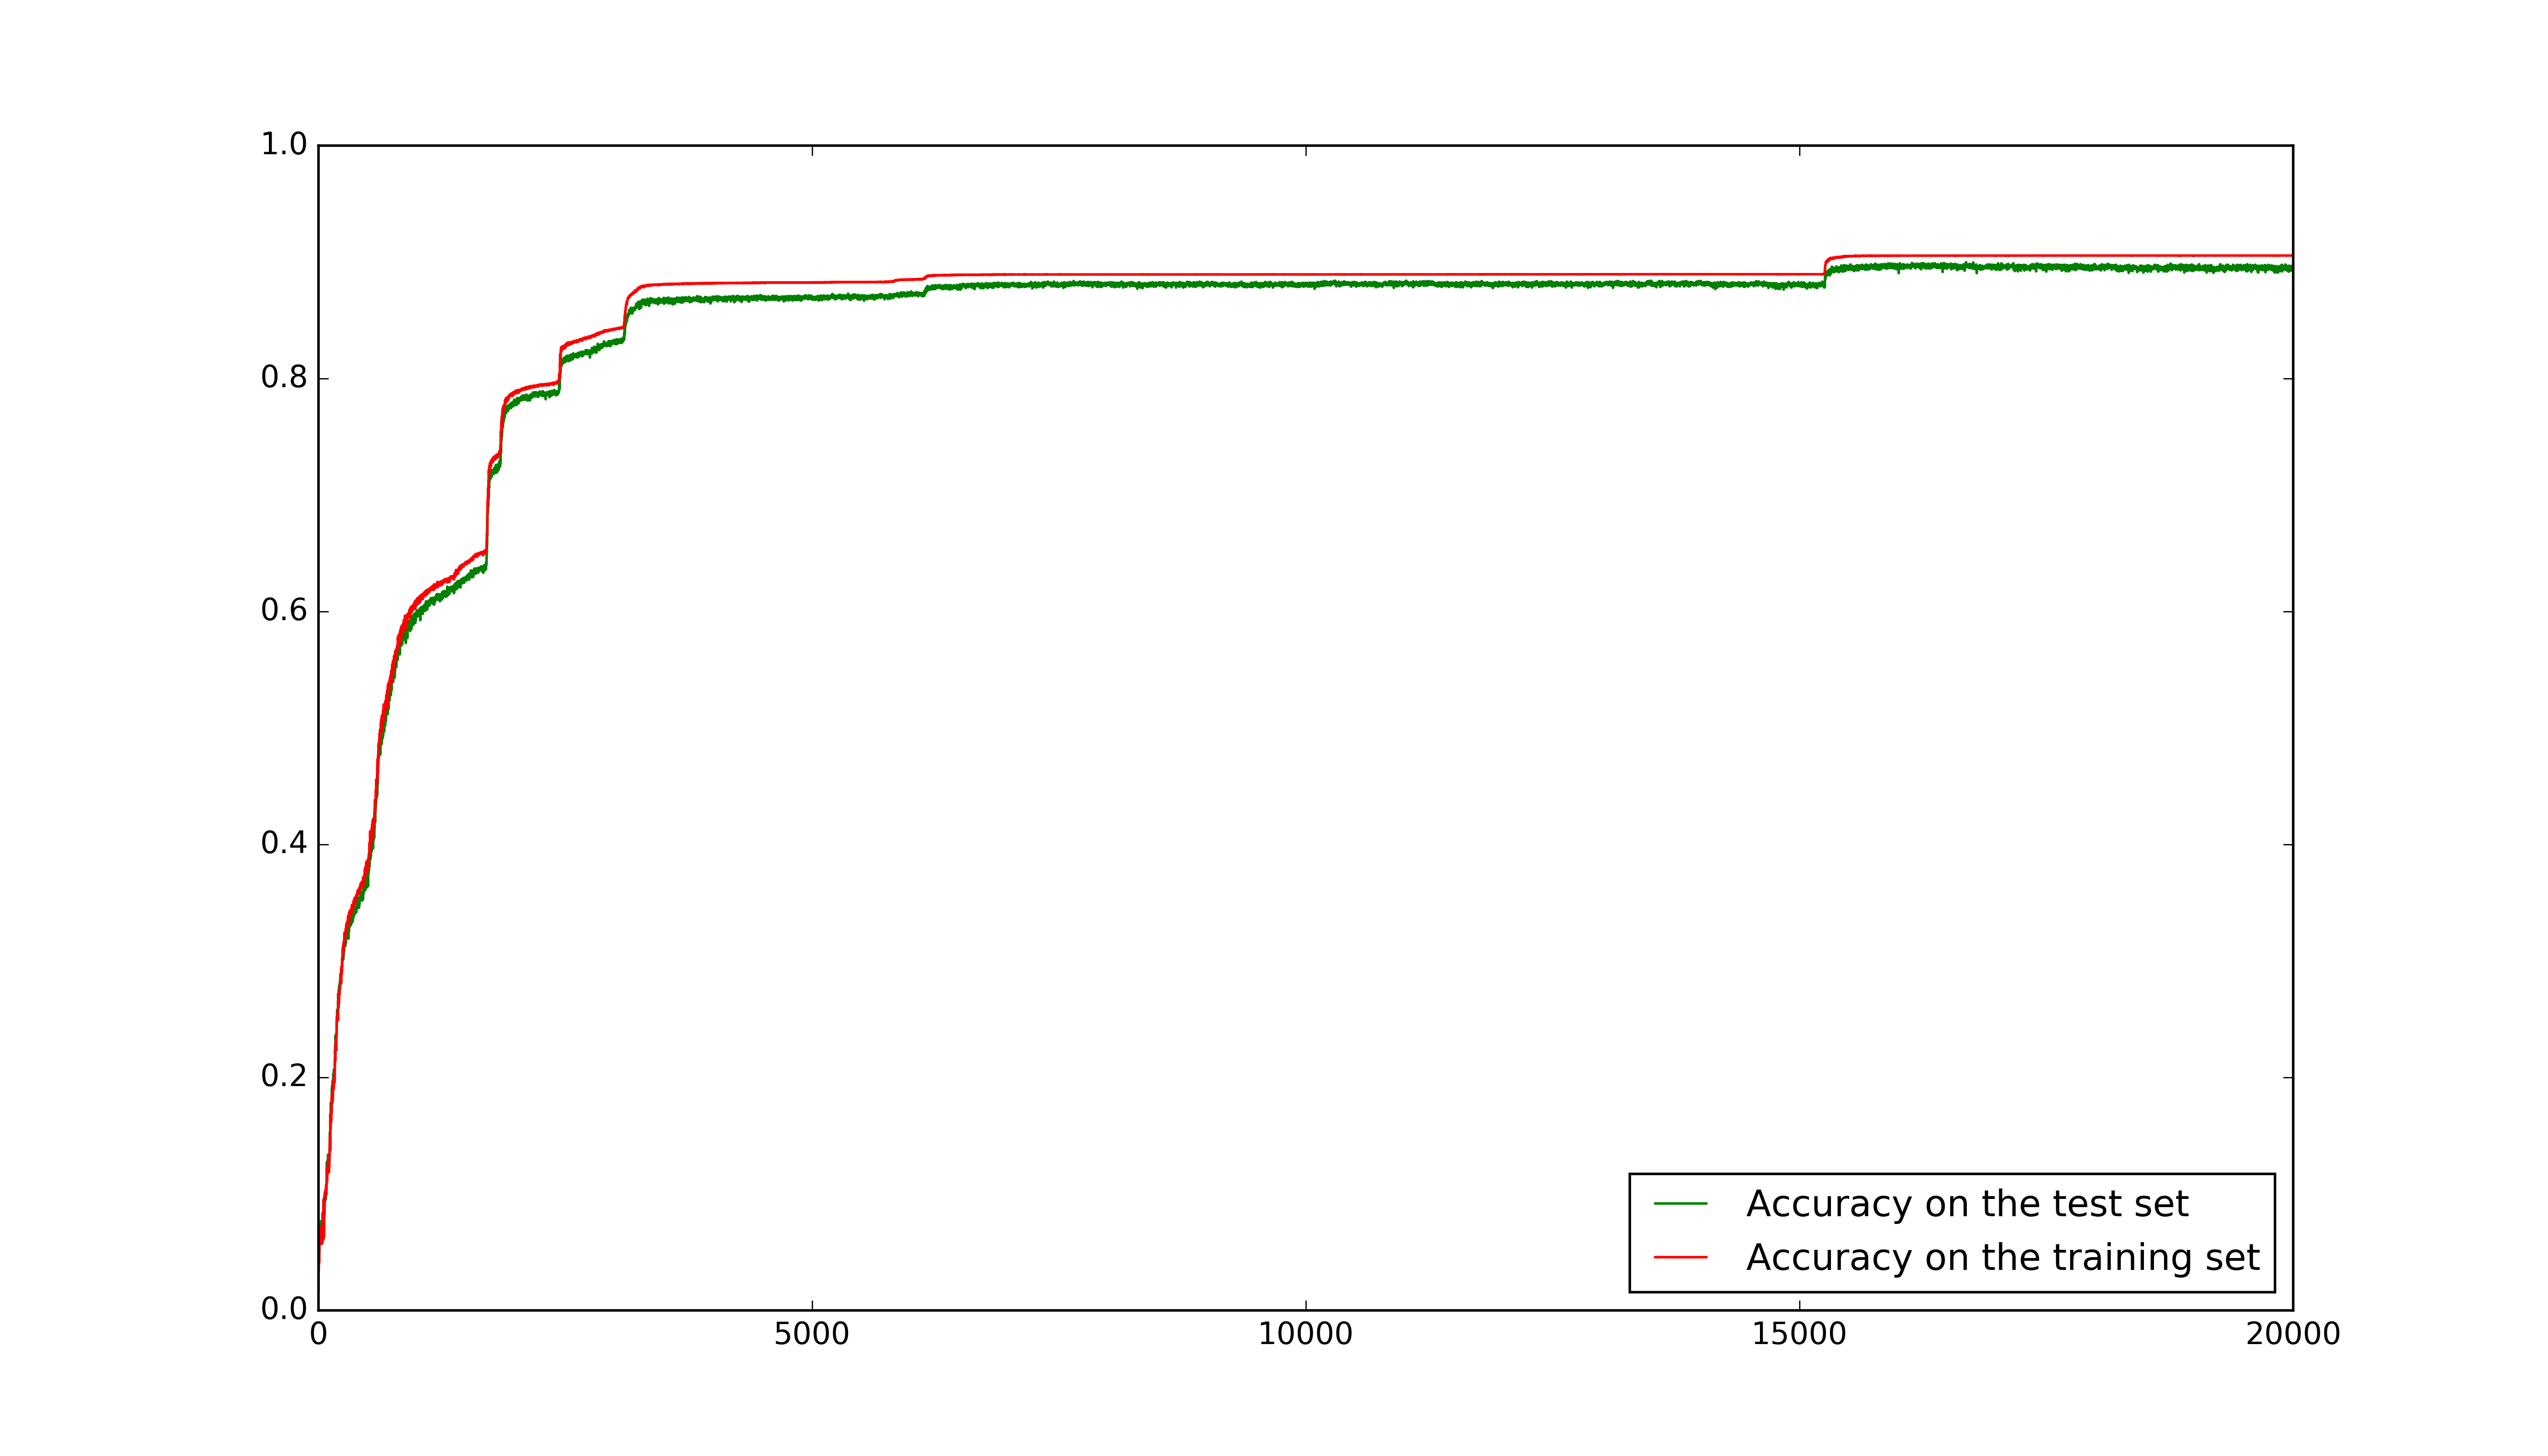 1.0
0.8
0.6
0.4
0.2
0.0
0 5000 10000 15000 20000
Accuracy on the test set
Accuracy on the training set